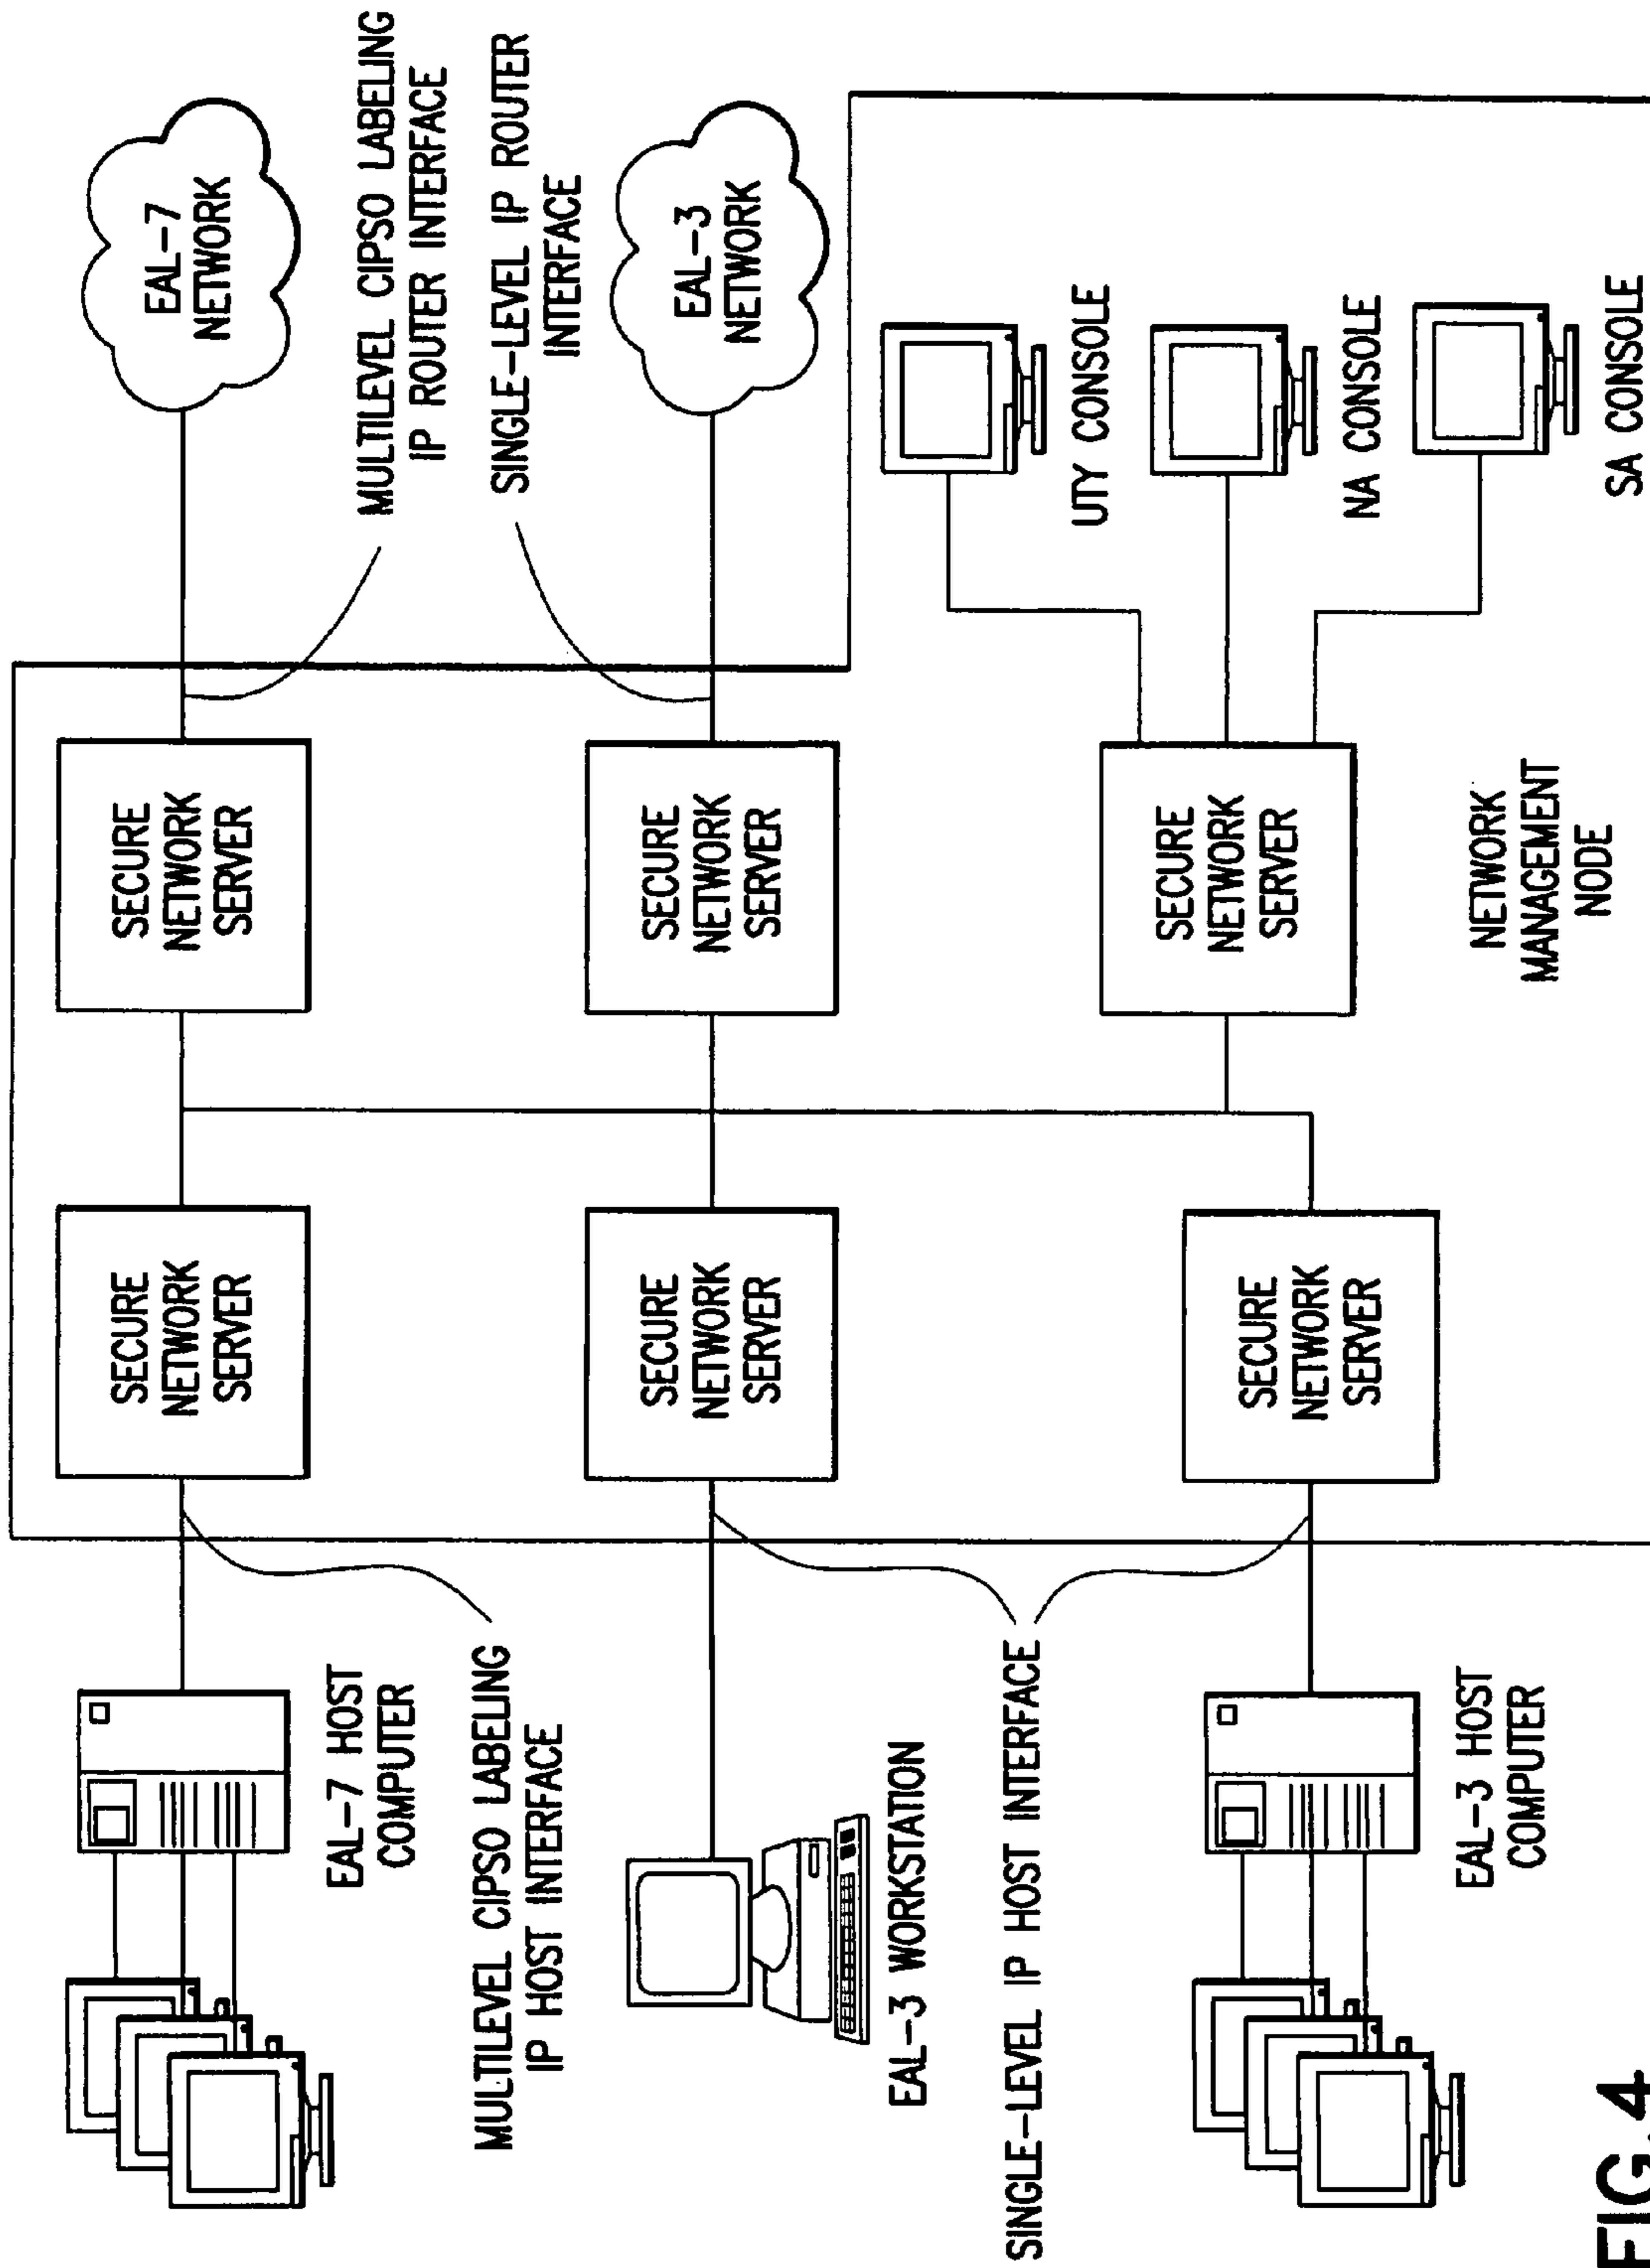 EAL-7 HOST
COMPUTER
MULTILEVEL CIPSO LABELING
IP HOST INTERFACE
SECURE
NETWORK
SERVER
SECURE
NETWORK
SERVER
EAL-7
NETWORK
MULTILEVEL CIPSO LABELING
IP ROUTER INTERFACE
SINGLE-LEVEL IP ROUTER
INTERFACE
EAL-3 WORKSTATION
SECURE
NETWORK
SERVER
SECURE
NETWORK
SERVER
EAL-3
NETWORK
SINGLE-LEVEL IP HOST INTERFACE
EAL-3 HOST
COMPUTER
SECURE
NETWORK
SERVER
SECURE
NETWORK
SERVER
NETWORK
MANAGEMENT
NODE
UTY CONSOLE
NA CONSOLE
SA CONSOLE
FIG.4